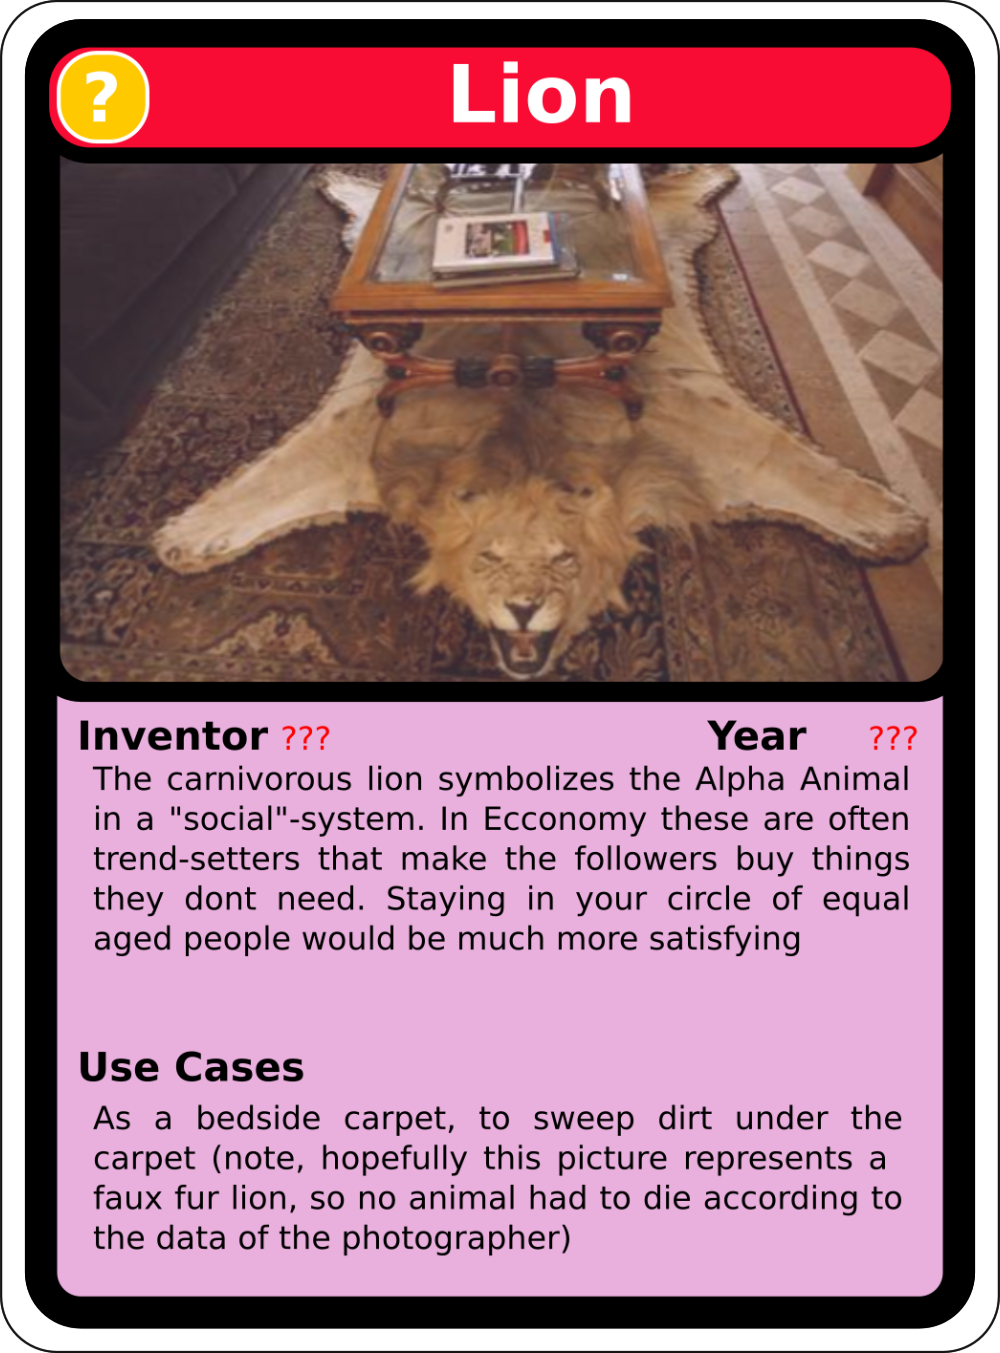 ?
Lion
Inventor ??? Year ???
The carnivorous lion symbolizes the Alpha Animal
in a "social"-system. In Ecconomy these are often
trend-setters that make the followers buy things
they dont need. Staying in your circle of equal
aged people would be much more satisfying
Use Cases
As a bedside carpet, to sweep dirt under the
carpet (note, hopefully this picture represents a
faux fur lion, so no animal had to die according to
the data of the photographer)